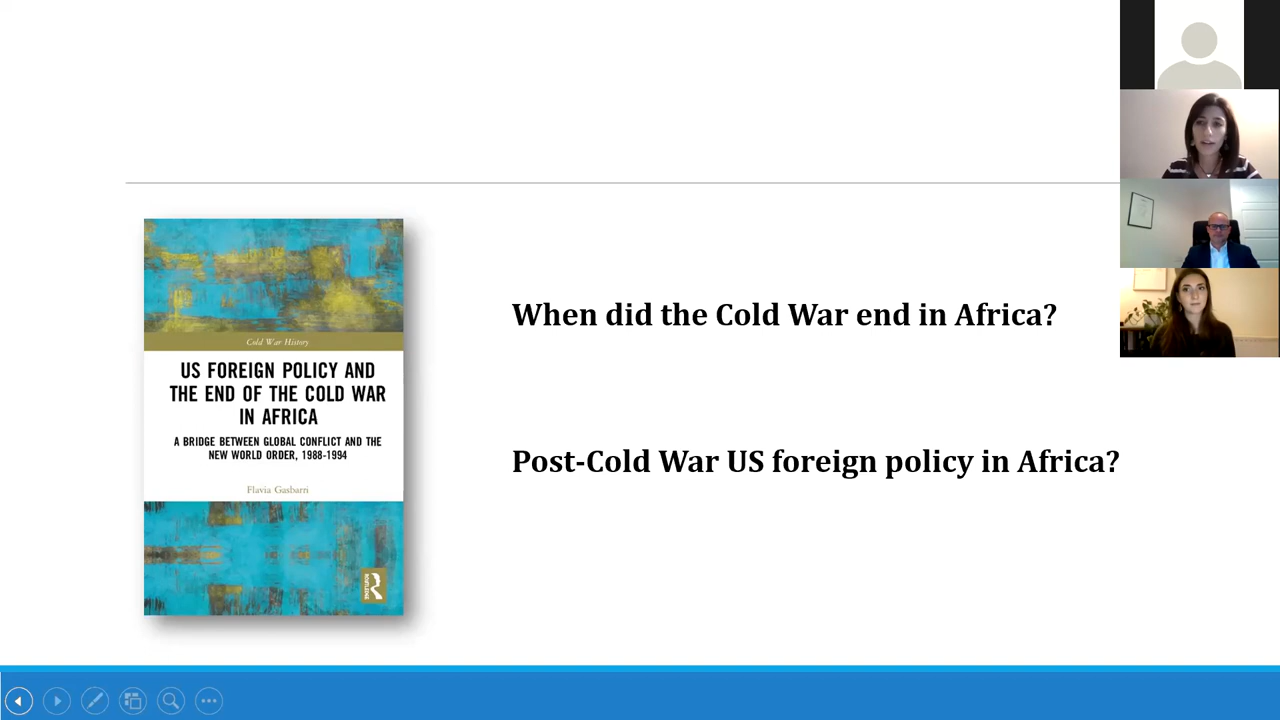 Cold War History
US FOREIGN POLICY AND
THE END OF THE COLD WAR
IN AFRICA
A BRIDGE BETWEEN GLOBAL CONFLICT AND THE
NEW WORLD ORDER, 1988-1994
Flavia Gasbarri
ROUTLEDGE
When did the Cold War end in Africa?
Post-Cold War US foreign policy in Africa?